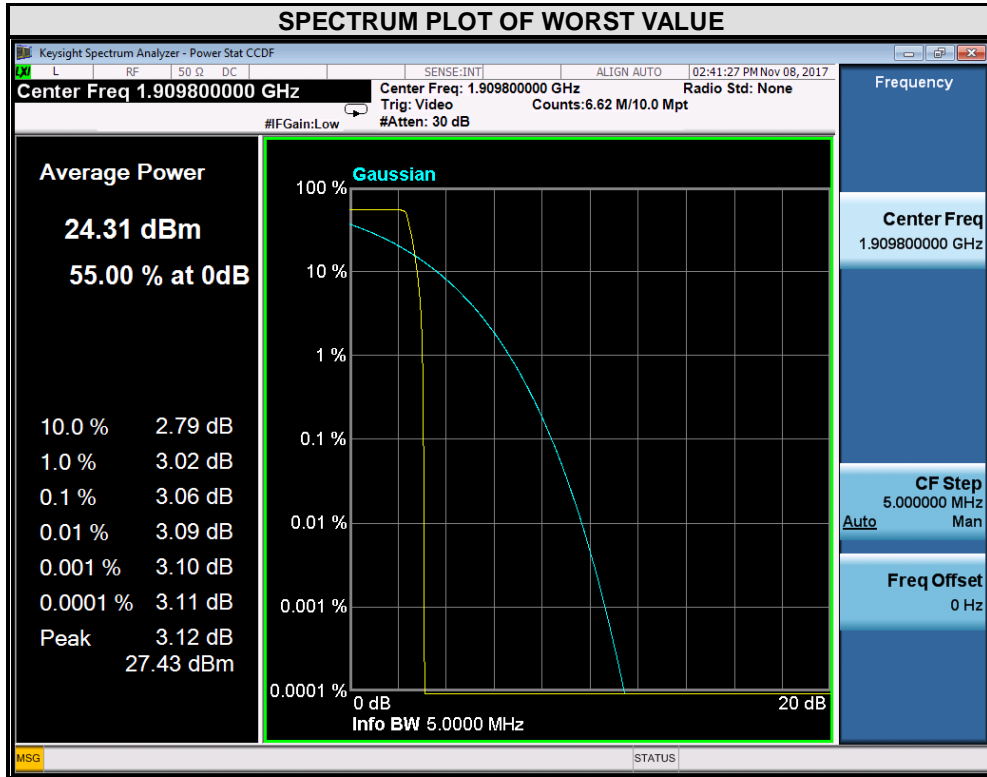 SPECTRUM PLOT OF WORST VALUE
Keysight Spectrum Analyzer - Power Stat CCDF
LXI L RF 50 Ω DC SENSE:INT ALIGN AUTO 02:41:27 PM Nov 08, 2017
Center Freq 1.909800000 GHz
Center Freq: 1.909800000 GHz Radio Std: None
Trig: Video Counts:6.62 M/10.0 Mpt
#IFGain:Low #Atten: 30 dB
Average Power
24.31 dBm
55.00 % at 0dB
10.0 % 2.79 dB
1.0 % 3.02 dB
0.1 % 3.06 dB
0.01 % 3.09 dB
0.001 % 3.10 dB
0.0001 % 3.11 dB
Peak 3.12 dB
27.43 dBm
Gaussian
100 %
10 %
1 %
0.1 %
0.01 %
0.001 %
0.0001 %
0 dB 20 dB
Info BW 5.0000 MHz
Frequency
Center Freq
1.909800000 GHz
CF Step
5.000000 MHz
Auto Man
Freq Offset
0 Hz
MSG STATUS